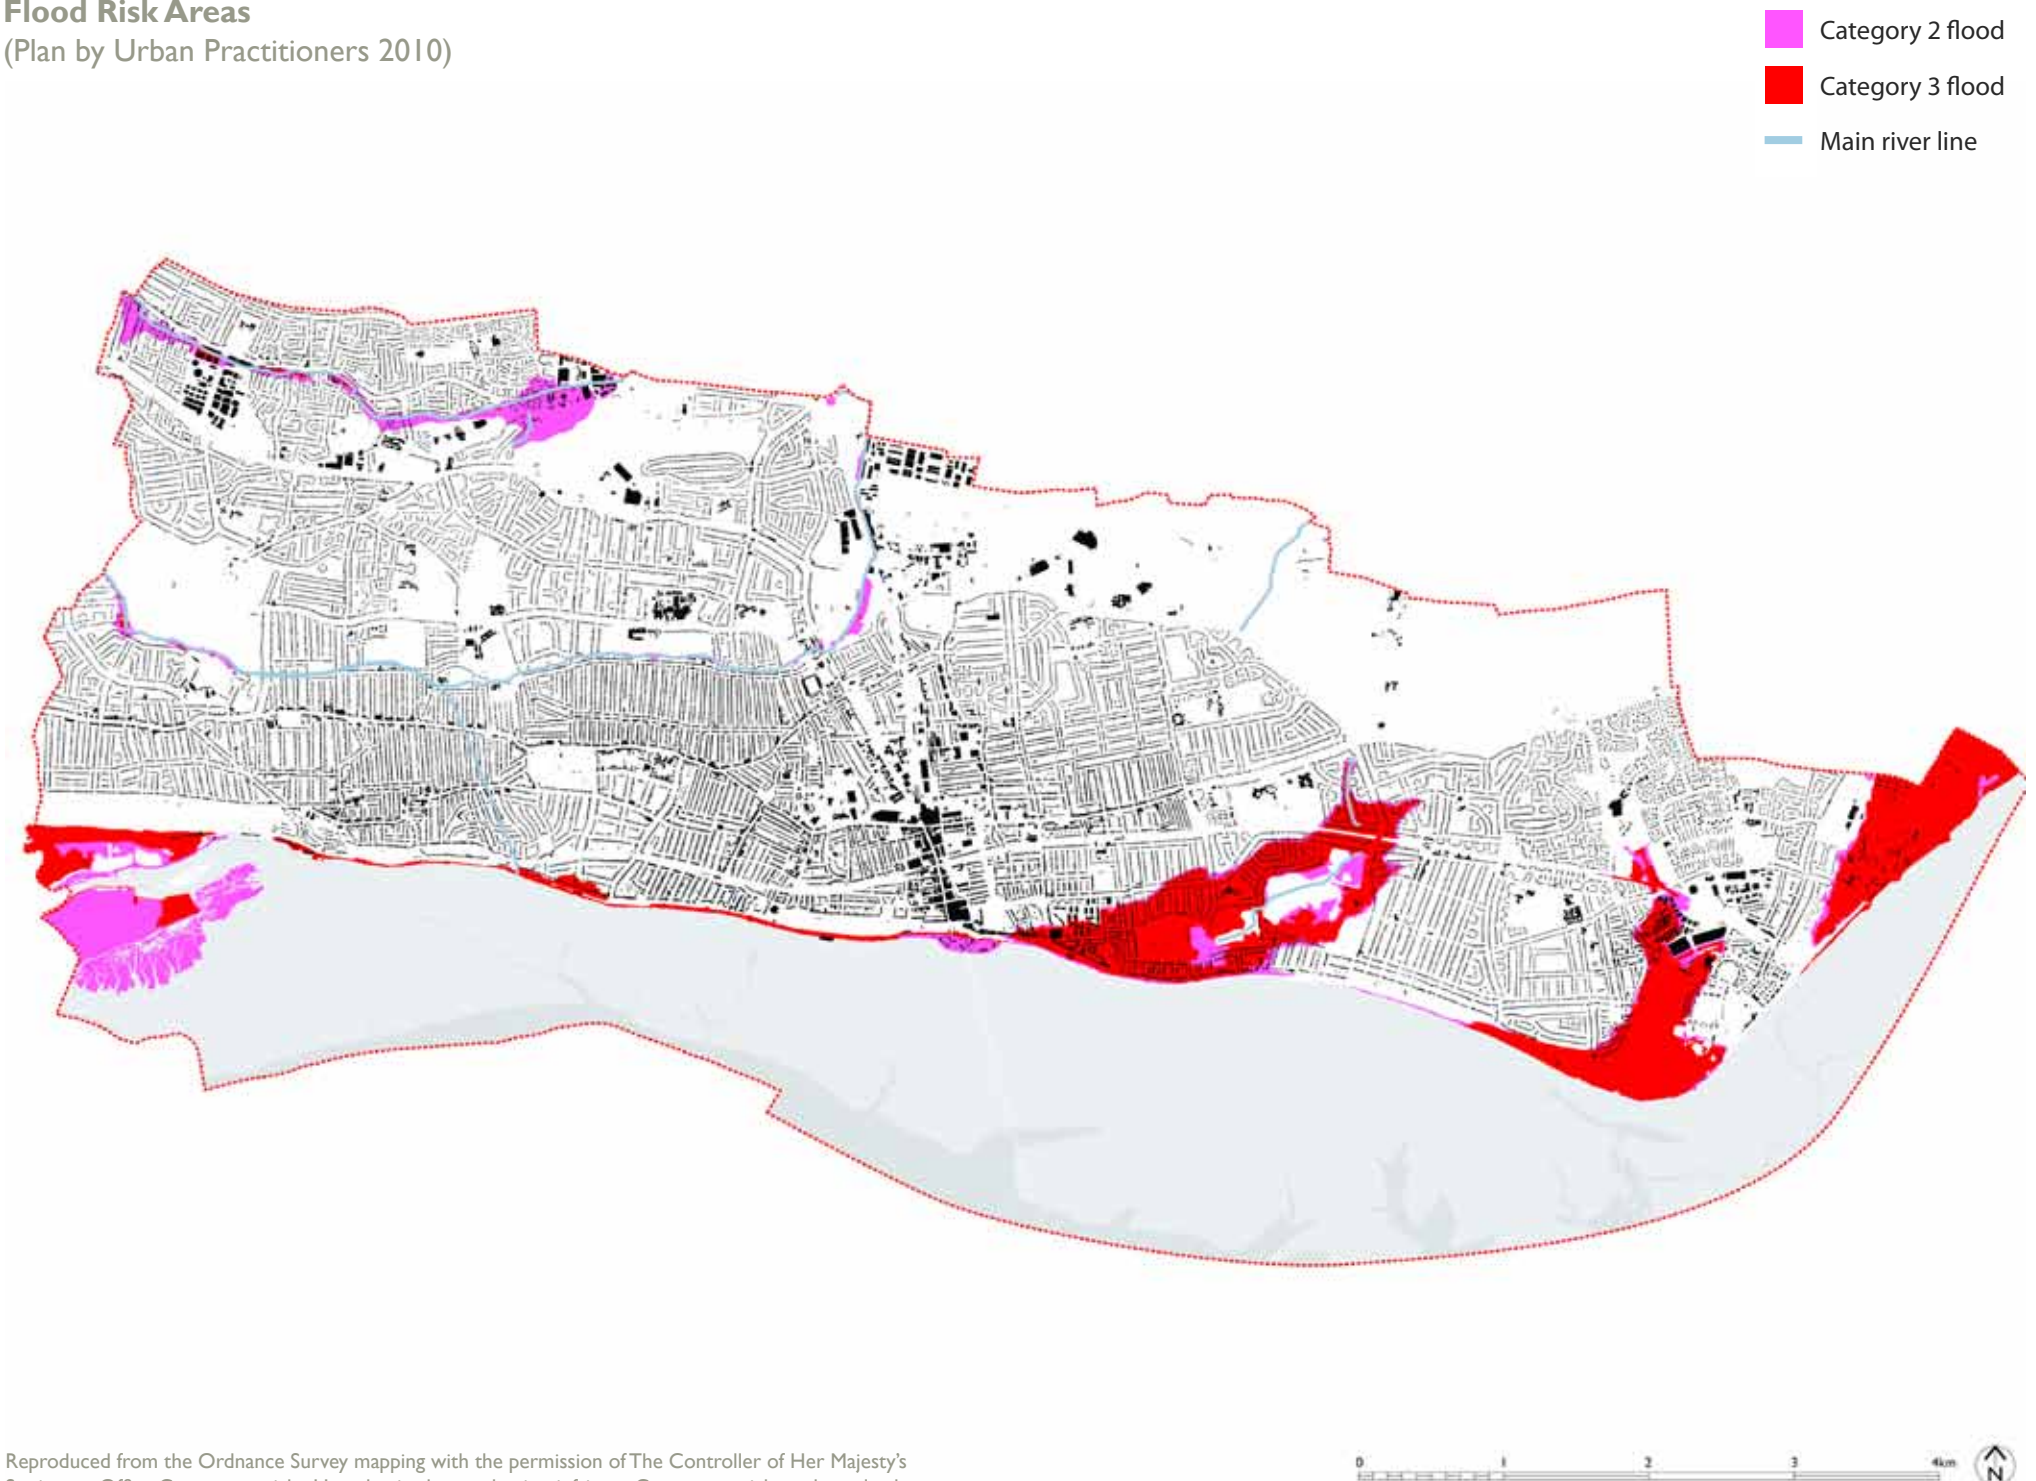 Flood Risk Areas
(Plan by Urban Practitioners 2010)
Category 2 flood
Category 3 flood
Main river line
Reproduced from the Ordnance Survey mapping with the permission of The Controller of Her Majesty's
0 1 2 3 4km
N